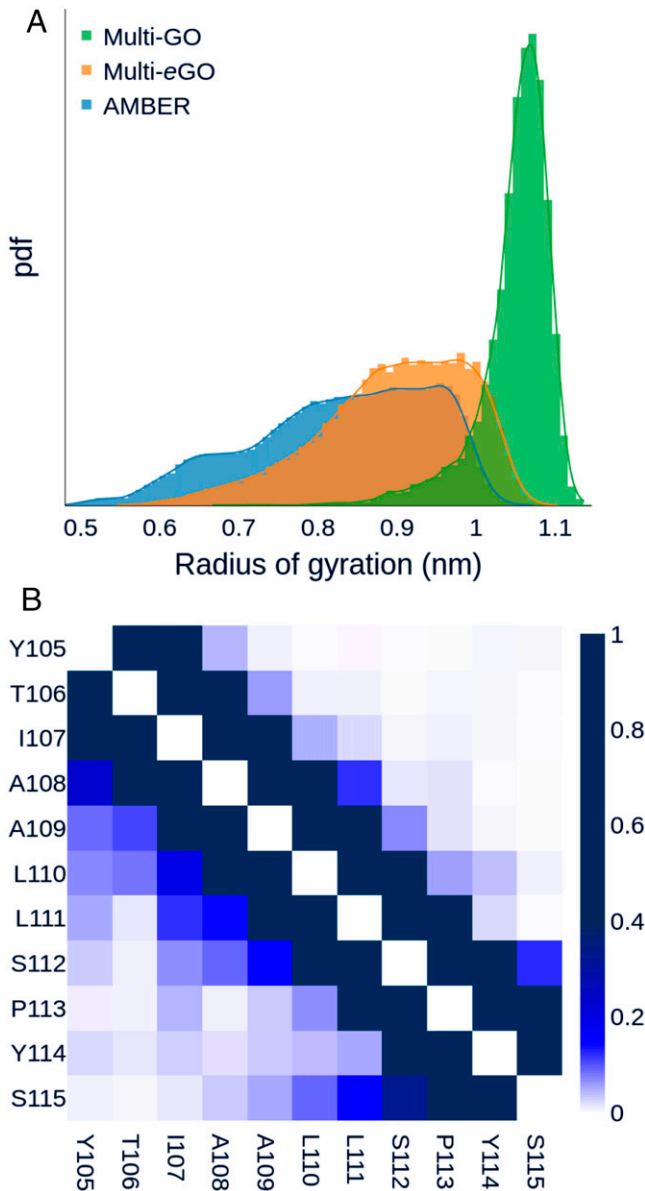 A
Multi-GO
Multi-eGO
AMBER
pdf
0.5 0.6 0.7 0.8 0.9 1 1.1
Radius of gyration (nm)
B
Y105
T106
I107
A108
A109
L110
L111
S112
P113
Y114
S115
1
0.8
0.6
0.4
0.2
0
Y105 T106 I107 A108 A109 L110 L111 S112 P113 Y114 S115